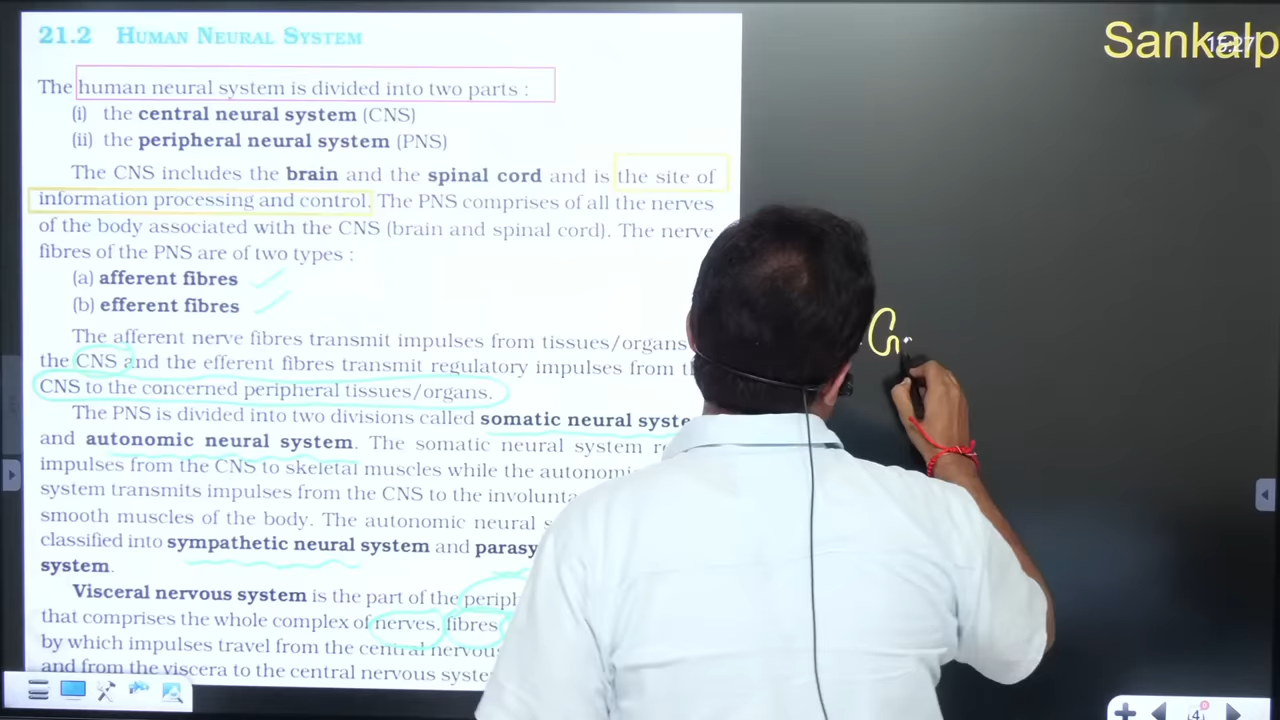 Sankalp
15:27
21.2 HUMAN NEURAL SYSTEM
The human neural system is divided into two parts :
(i) the central neural system (CNS)
(ii) the peripheral neural system (PNS)
The CNS includes the brain and the spinal cord and is the site of
information processing and control. The PNS comprises of all the nerves
of the body associated with the CNS (brain and spinal cord). The nerve
fibres of the PNS are of two types :
(a) afferent fibres
(b) efferent fibres
The afferent nerve fibres transmit impulses from tissues/organs
the CNS and the efferent fibres transmit regulatory impulses from
CNS to the concerned peripheral tissues/organs.
The PNS is divided into two divisions called somatic neural syste
and autonomic neural system. The somatic neural system
impulses from the CNS to skeletal muscles while the autonomi
system transmits impulses from the CNS to the involunta
smooth muscles of the body. The autonomic neural
classified into sympathetic neural system and parasy
system.
Visceral nervous system is the part of the periph
that comprises the whole complex of nerves, fibres
by which impulses travel from the central nervous
and from the viscera to the central nervous syste